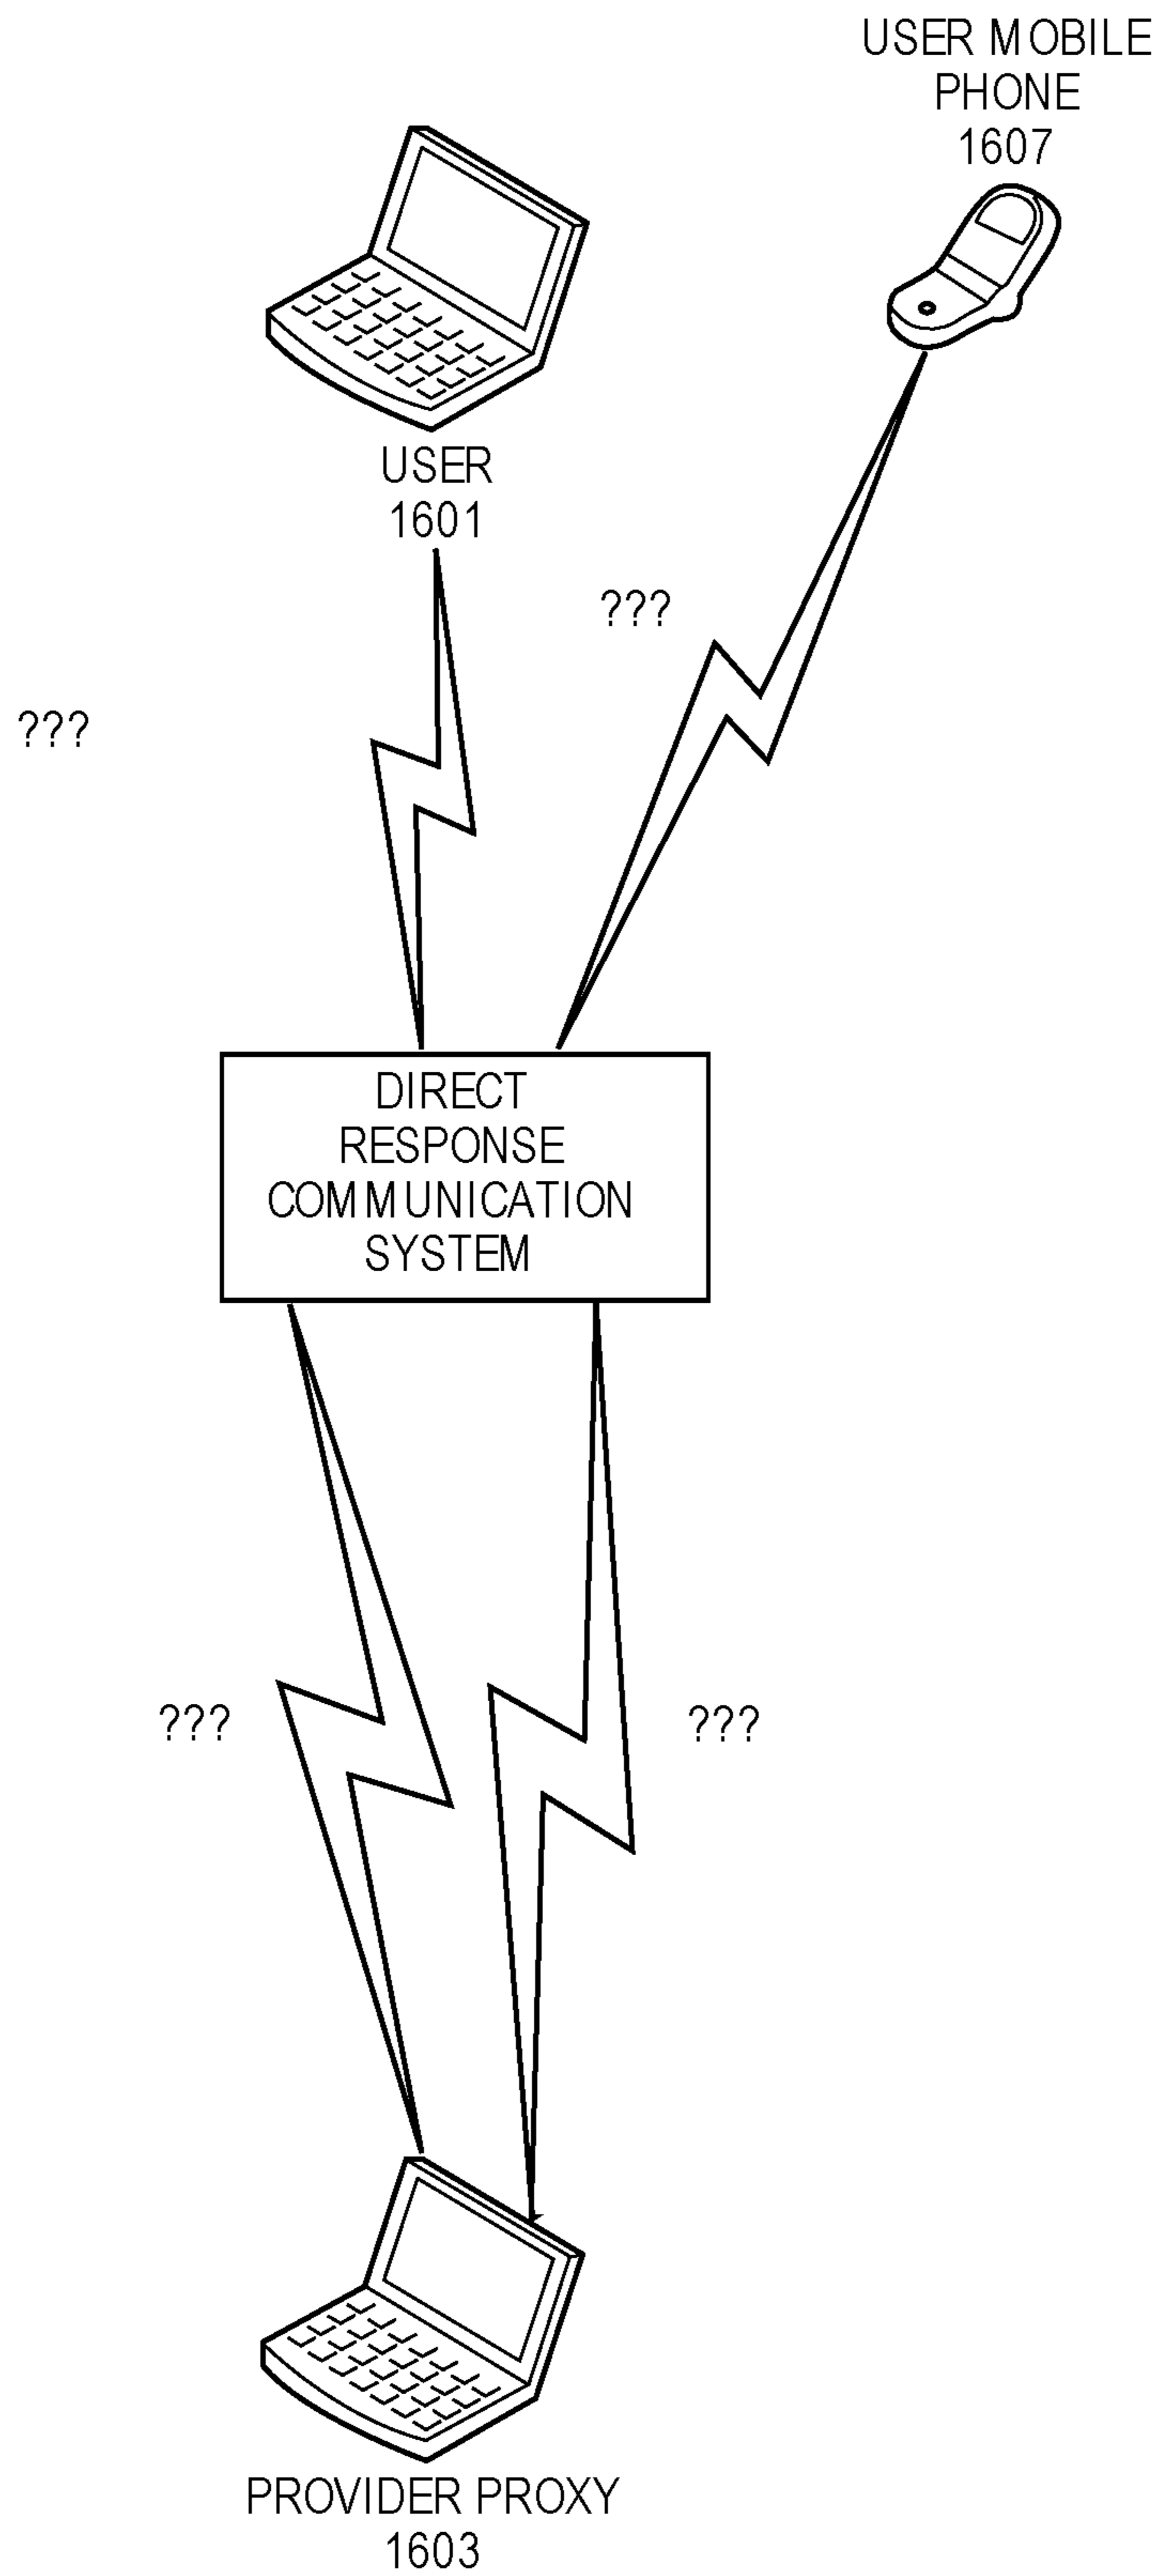 USER MOBILE
PHONE
1607
USER
1601
???
???
DIRECT
RESPONSE
COMMUNICATION
SYSTEM
???
???
PROVIDER PROXY
1603